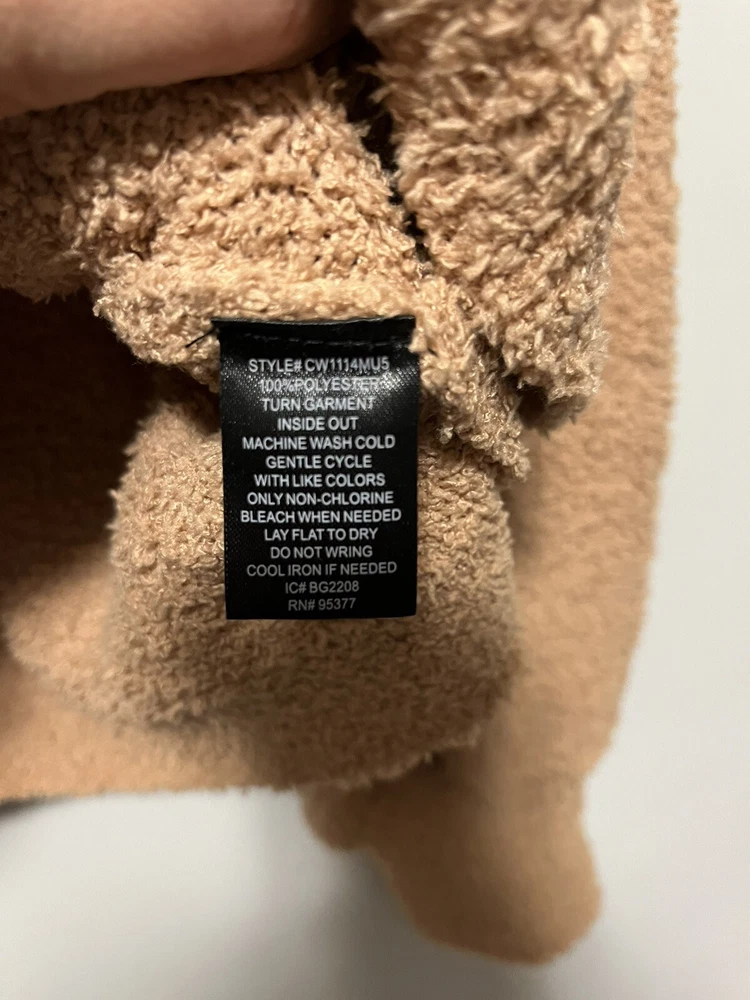 STYLE# CW1114MU5
100%POLYESTER
TURN GARMENT
INSIDE OUT
MACHINE WASH COLD
GENTLE CYCLE
WITH LIKE COLORS
ONLY NON-CHLORINE
BLEACH WHEN NEEDED
LAY FLAT TO DRY
DO NOT WRING
COOL IRON IF NEEDED
IC# BG2208
RN# 95377